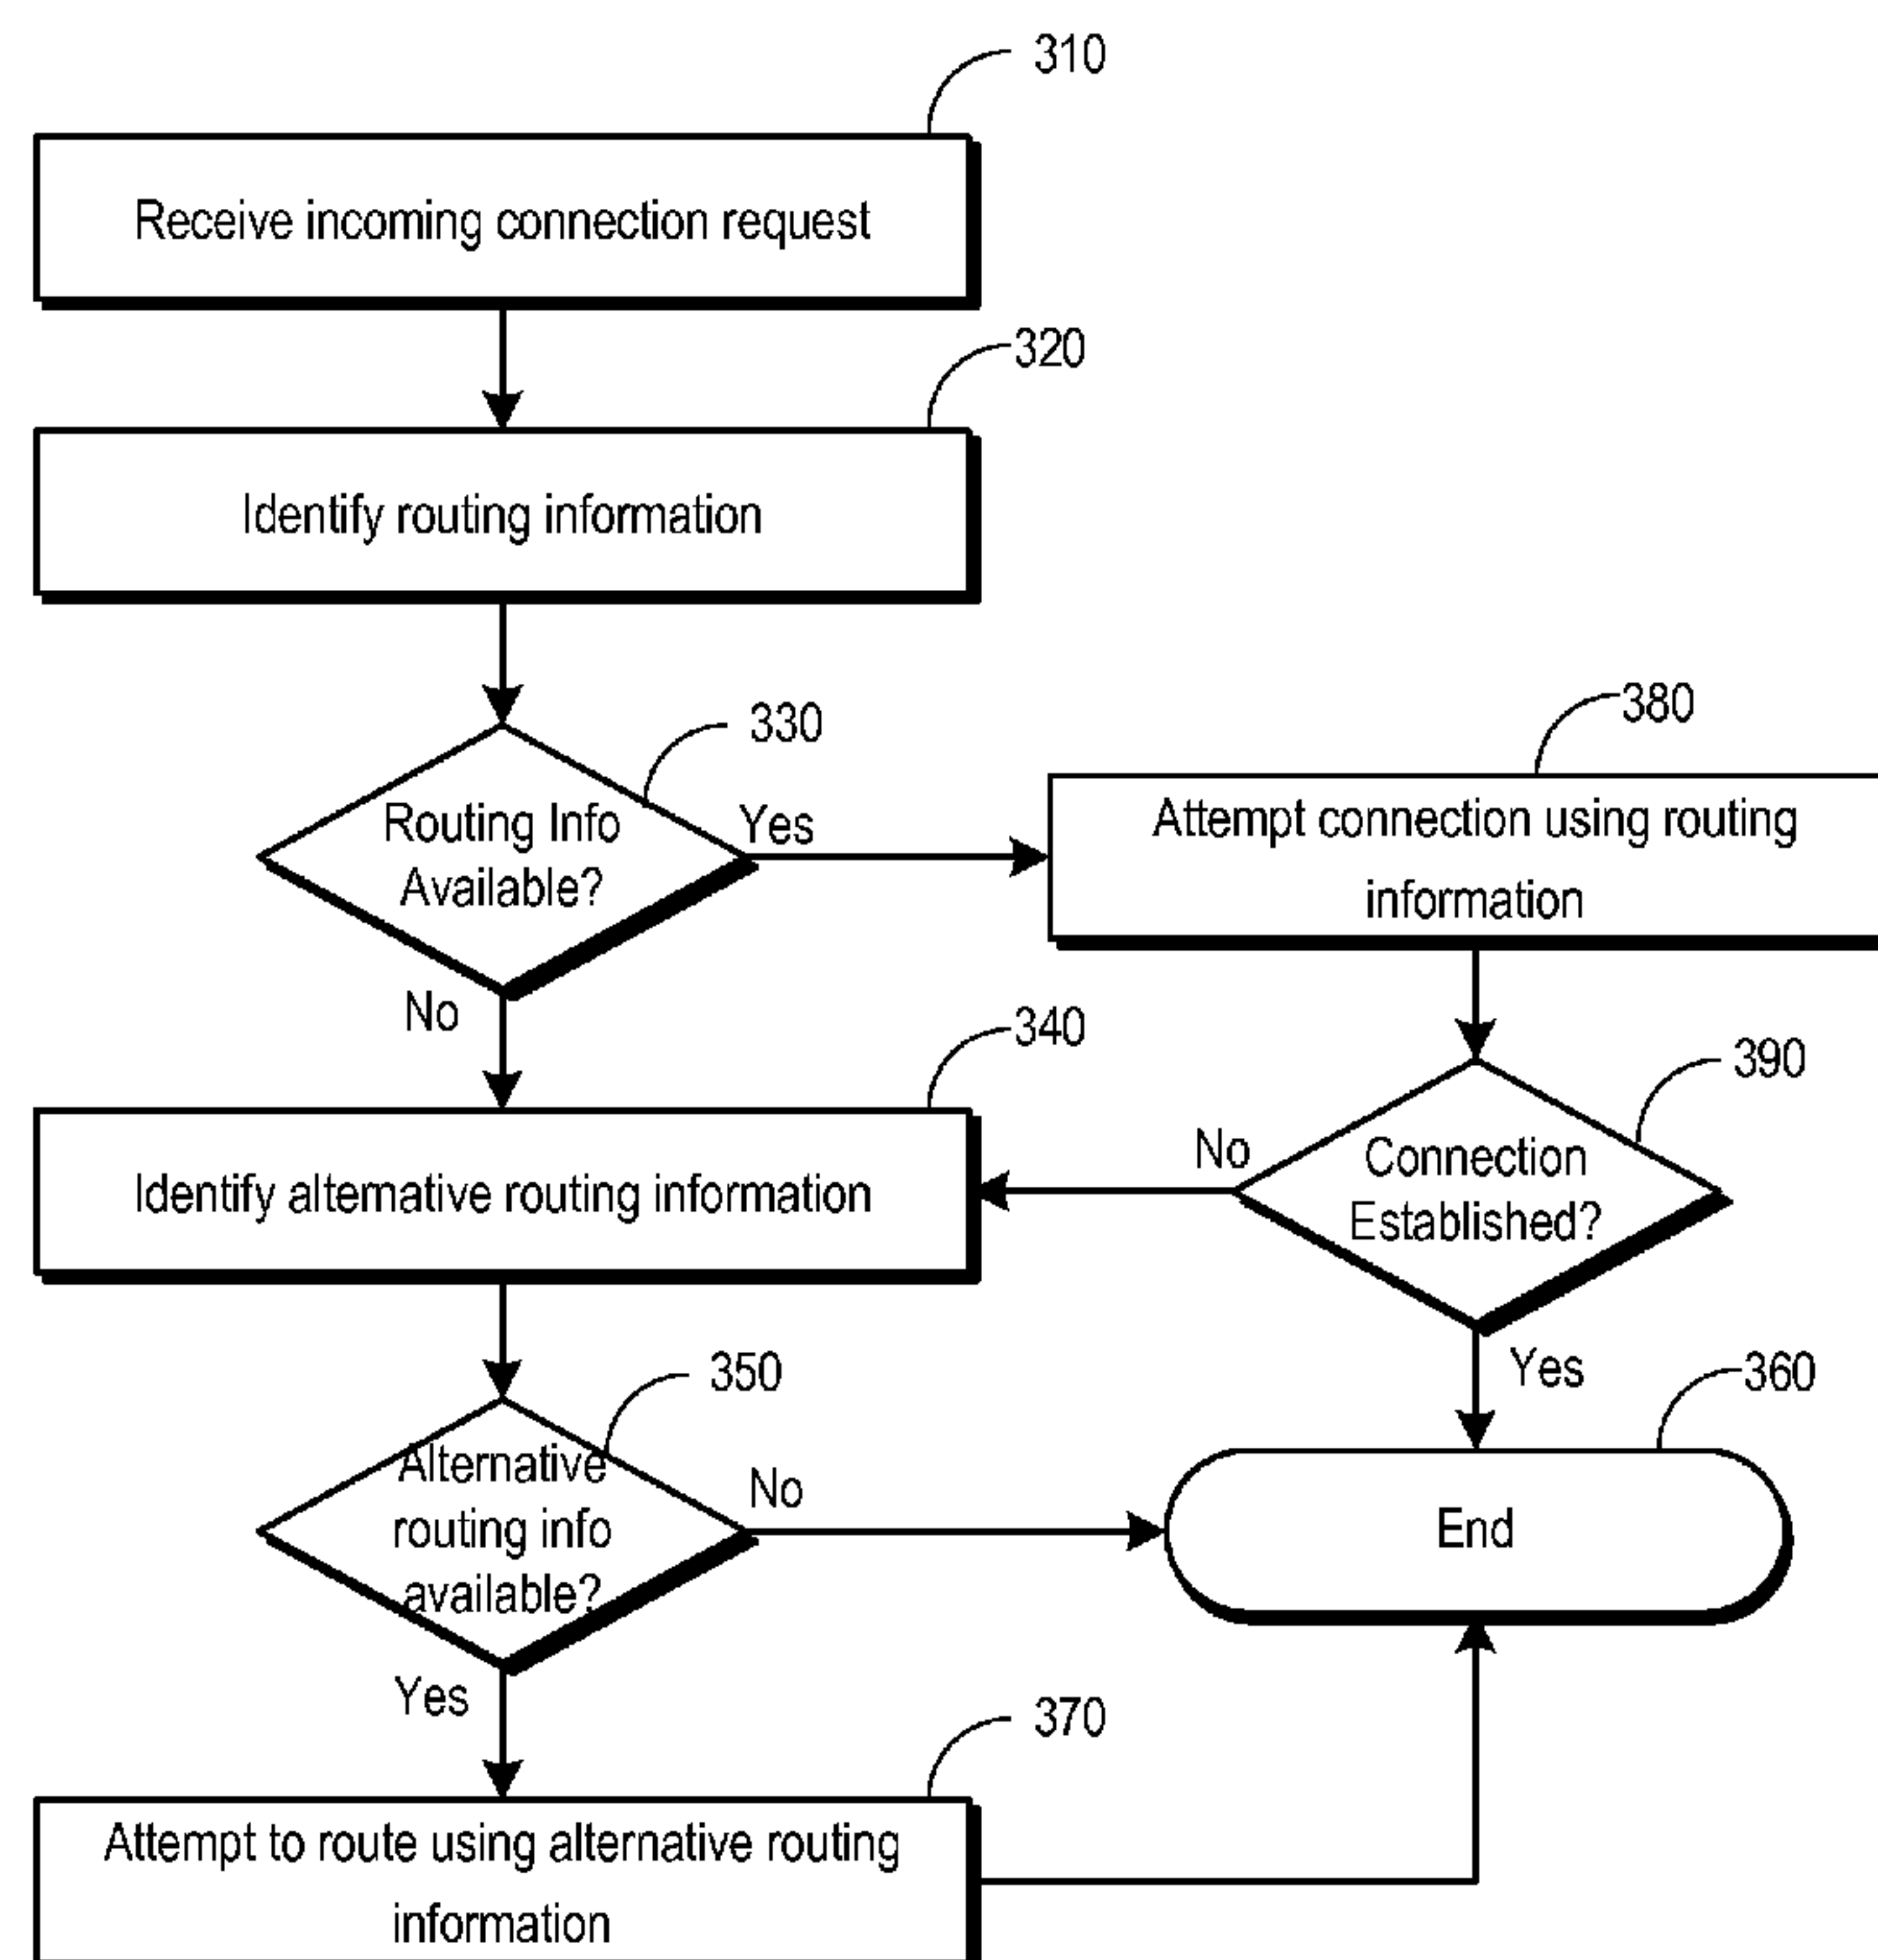 310
Receive incoming connection request
320
Identify routing information
330
Routing Info
Available?
Yes
No
380
Attempt connection using routing
information
390
Connection
Established?
No
Yes
340
Identify alternative routing information
350
Alternative
routing info
available?
No
Yes
360
End
370
Attempt to route using alternative routing
information